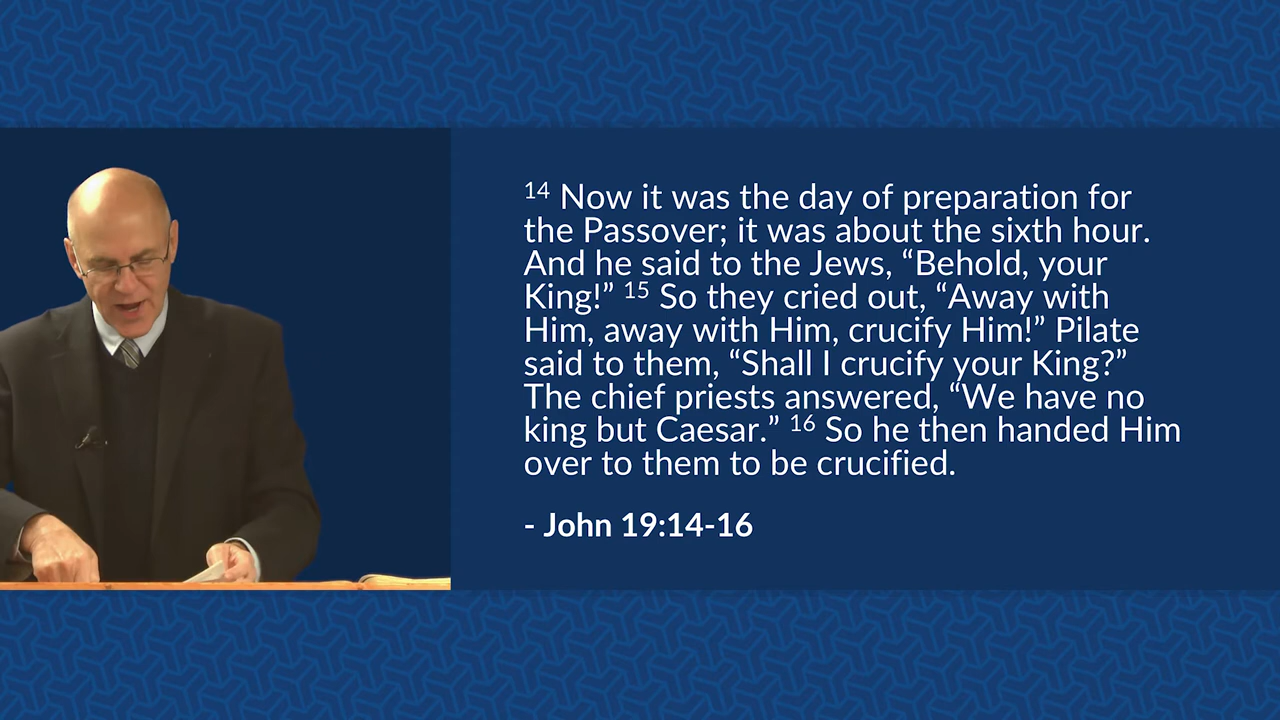 14 Now it was the day of preparation for
the Passover; it was about the sixth hour.
And he said to the Jews, “Behold, your
King!” 15 So they cried out, “Away with
Him, away with Him, crucify Him!” Pilate
said to them, “Shall I crucify your King?”
The chief priests answered, “We have no
king but Caesar.” 16 So he then handed Him
over to them to be crucified.
- John 19:14-16